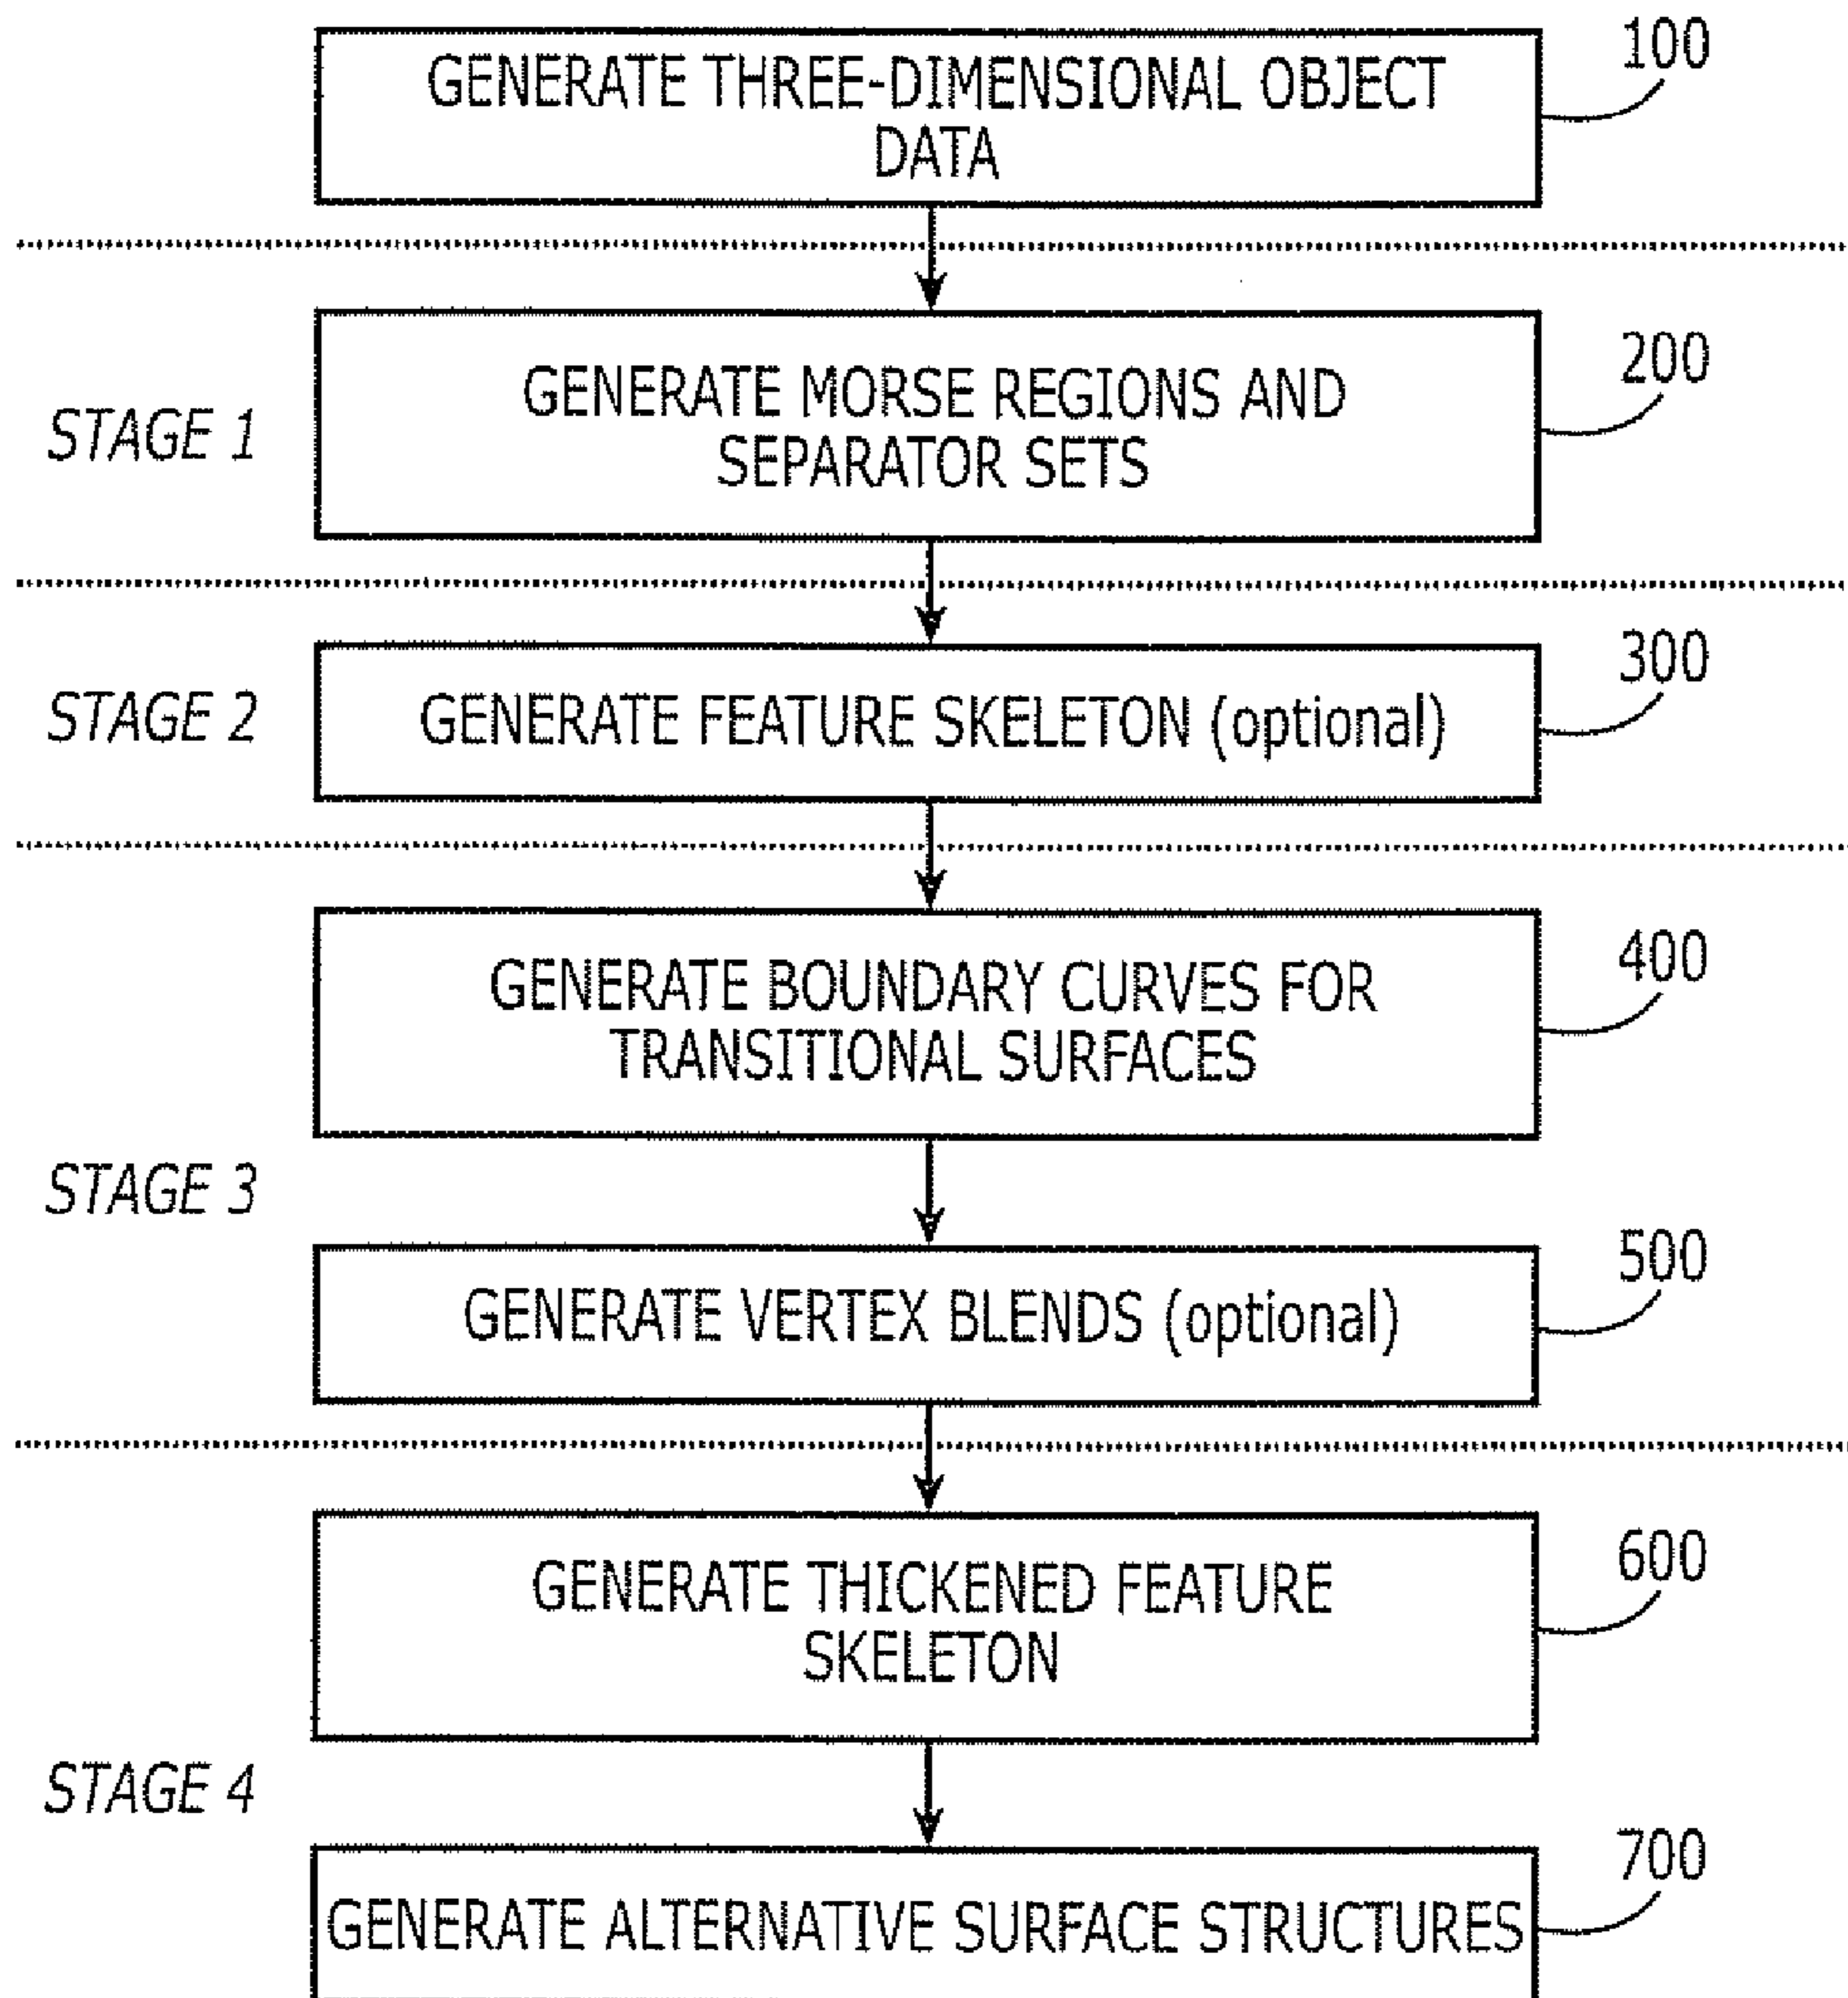 100
GENERATE THREE-DIMENSIONAL OBJECT
DATA
200
GENERATE MORSE REGIONS AND
SEPARATOR SETS
STAGE 1
300
STAGE 2
GENERATE FEATURE SKELETON (optional)
400
GENERATE BOUNDARY CURVES FOR
TRANSITIONAL SURFACES
STAGE 3
500
GENERATE VERTEX BLENDS (optional)
600
GENERATE THICKENED FEATURE
SKELETON
STAGE 4
700
GENERATE ALTERNATIVE SURFACE STRUCTURES